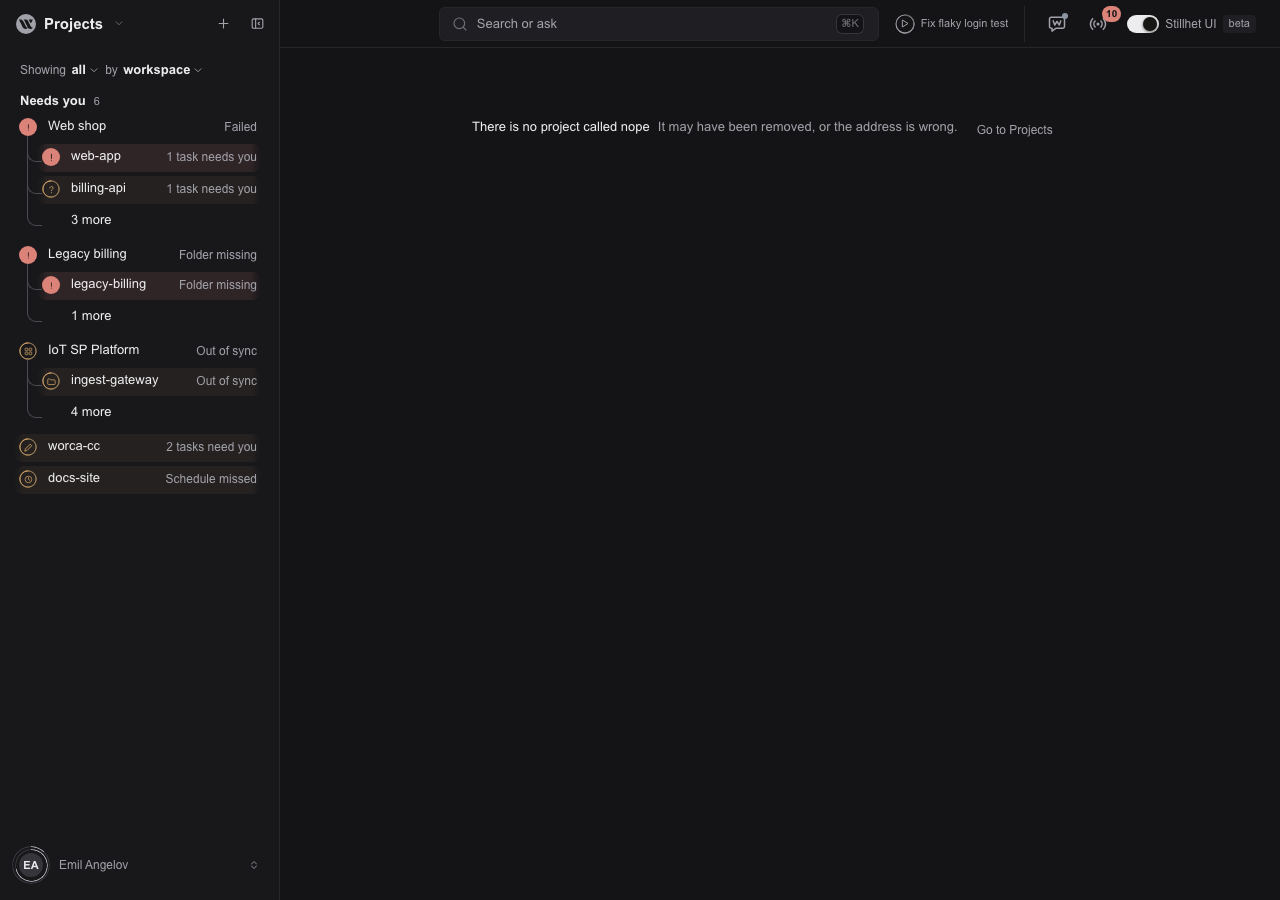 Projects
Search or ask
⌘K
Fix flaky login test
10
Stillhet UI
beta
Showing all by workspace
Needs you 6
! Web shop Failed
! web-app 1 task needs you
? billing-api 1 task needs you
3 more
! Legacy billing Folder missing
! legacy-billing Folder missing
1 more
IoT SP Platform Out of sync
ingest-gateway Out of sync
4 more
worca-cc 2 tasks need you
docs-site Schedule missed
There is no project called nope It may have been removed, or the address is wrong. Go to Projects
EA Emil Angelov